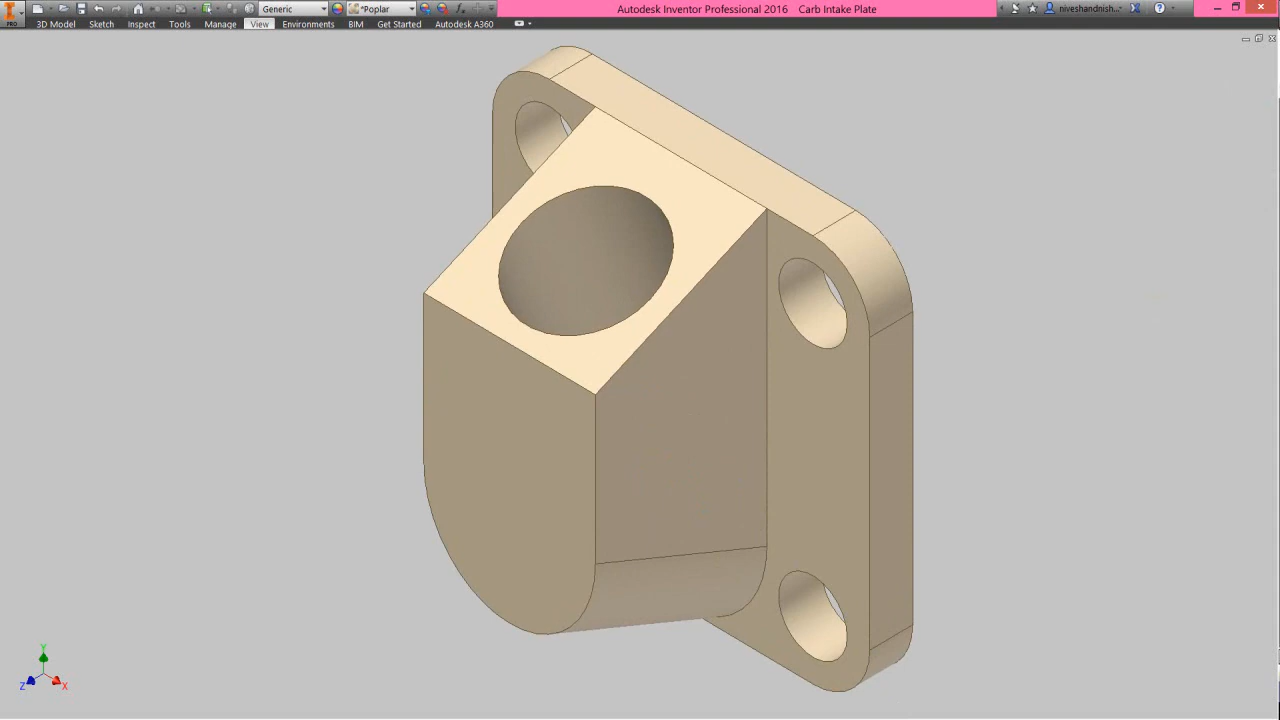 PRO Generic *Poplar Autodesk Inventor Professional 2016 Carb Intake Plate niveshandnish...
3D Model Sketch Inspect Tools Manage View Environments BIM Get Started Autodesk A360
Y
Z X